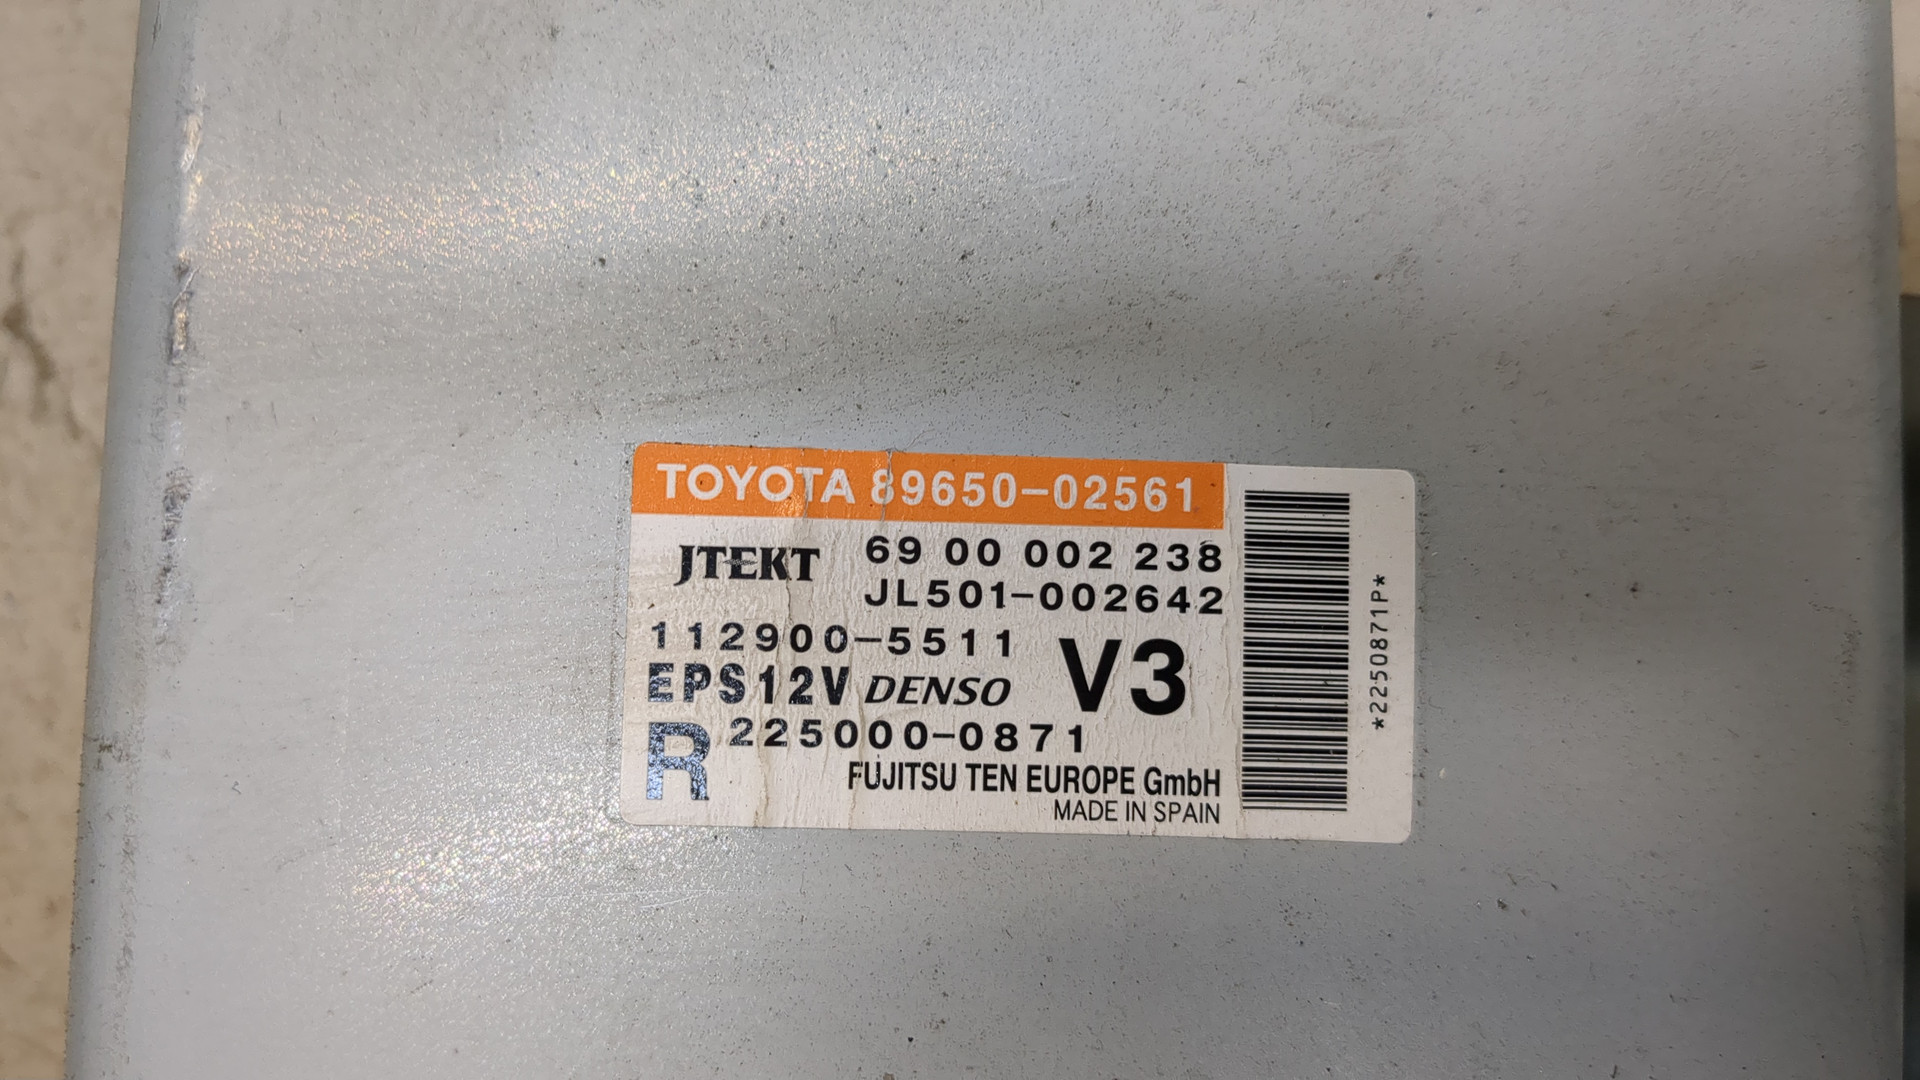 TOYOTA 89650-02561
JTEKT 69 00 002 238
JL501-002642
112900-5511
EPS12V DENSO V3
R 225000-0871
FUJITSU TEN EUROPE GmbH
MADE IN SPAIN
*2250871P*